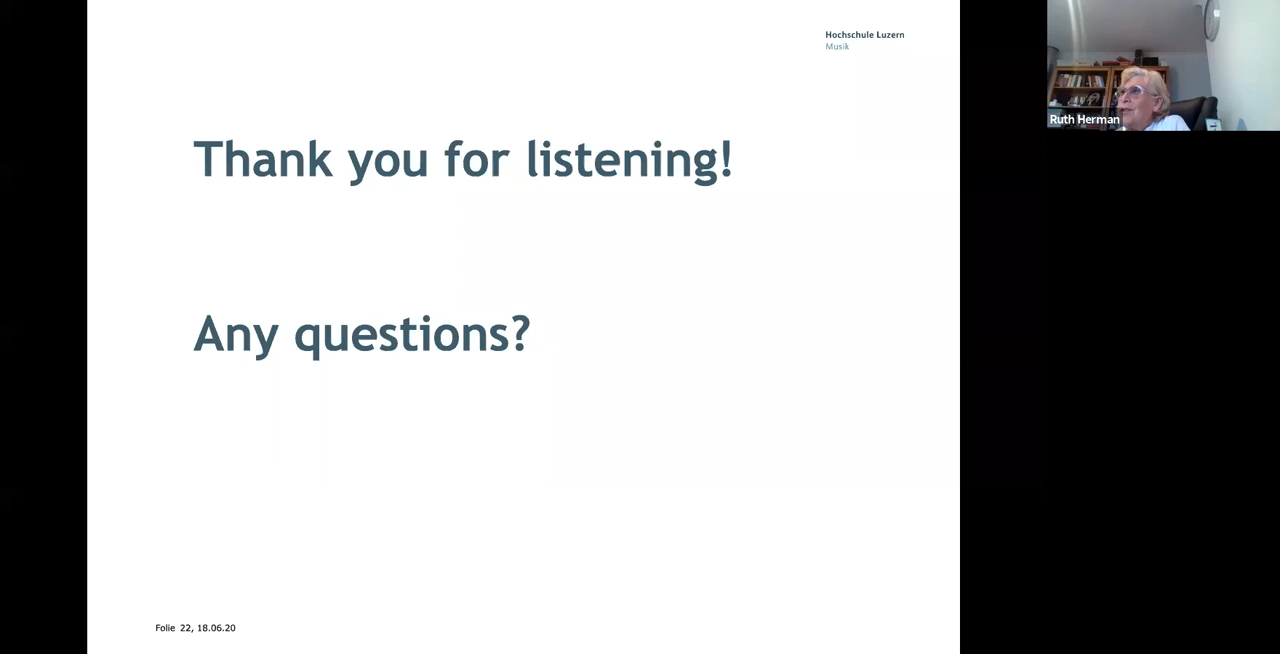 Hochschule Luzern
Musik
Ruth Herman
Thank you for listening!
Any questions?
Folie 22, 18.06.20